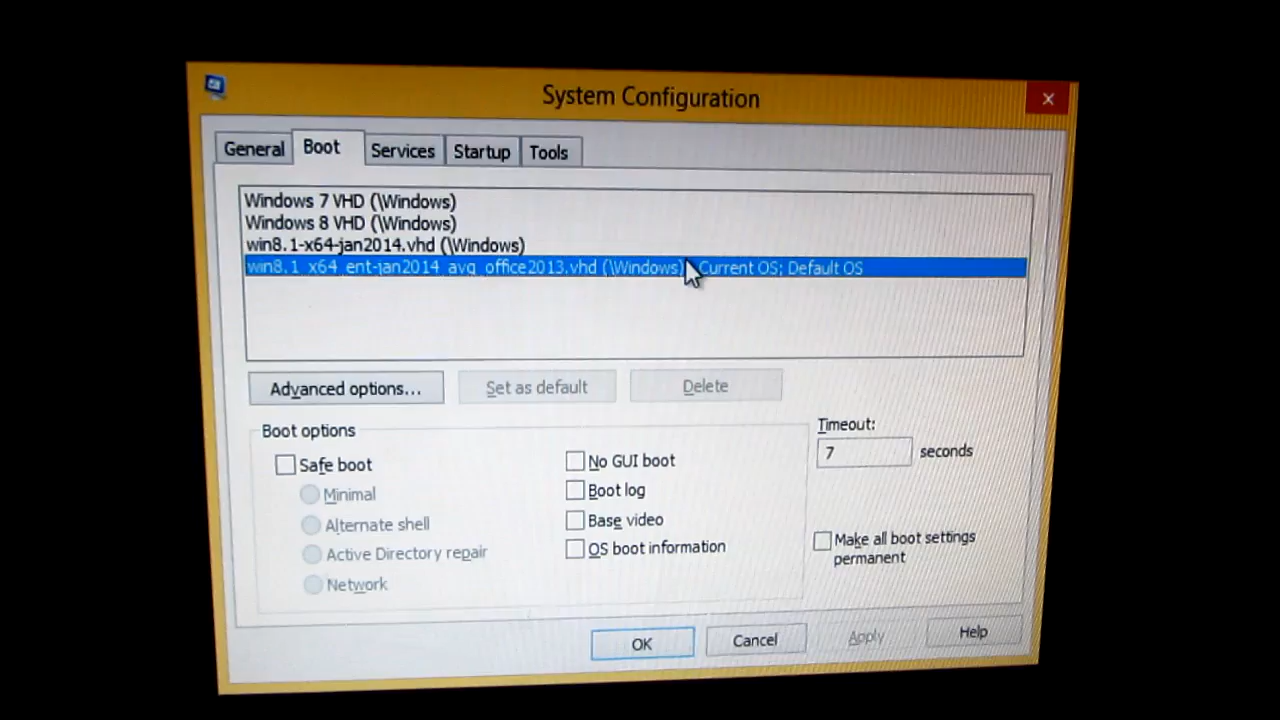 System Configuration
General Boot Services Startup Tools
Windows 7 VHD (\Windows)
Windows 8 VHD (\Windows)
win8.1-x64-jan2014.vhd (\Windows)
win8.1_x64_ent-jan2014_avg_office2013.vhd (\Windows) : Current OS; Default OS
Advanced options... Set as default Delete
Boot options
Timeout:
7 seconds
Safe boot
Minimal
Alternate shell
Active Directory repair
Network
No GUI boot
Boot log
Base video
OS boot information
Make all boot settings
permanent
OK Cancel Apply Help